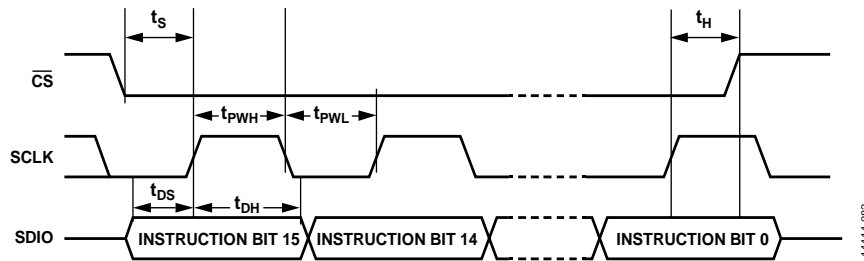 tS
tH
CS
tPWH
tPWL
SCLK
tDS
tDH
SDIO
INSTRUCTION BIT 15
INSTRUCTION BIT 14
INSTRUCTION BIT 0